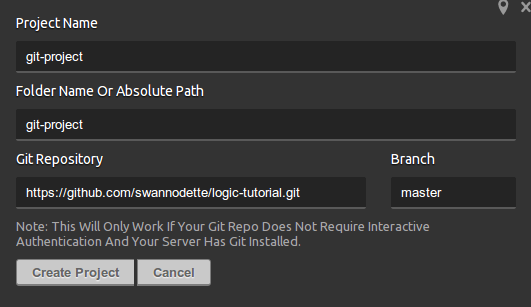 Project Name
git-project
Folder Name Or Absolute Path
git-project
Git Repository Branch
https://github.com/swannodette/logic-tutorial.git master
Note: This Will Only Work If Your Git Repo Does Not Require Interactive
Authentication And Your Server Has Git Installed.
Create Project Cancel